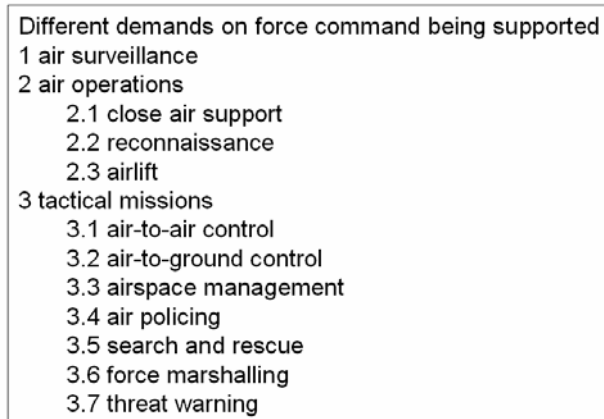 Different demands on force command being supported
1 air surveillance
2 air operations
2.1 close air support
2.2 reconnaissance
2.3 airlift
3 tactical missions
3.1 air-to-air control
3.2 air-to-ground control
3.3 airspace management
3.4 air policing
3.5 search and rescue
3.6 force marshalling
3.7 threat warning